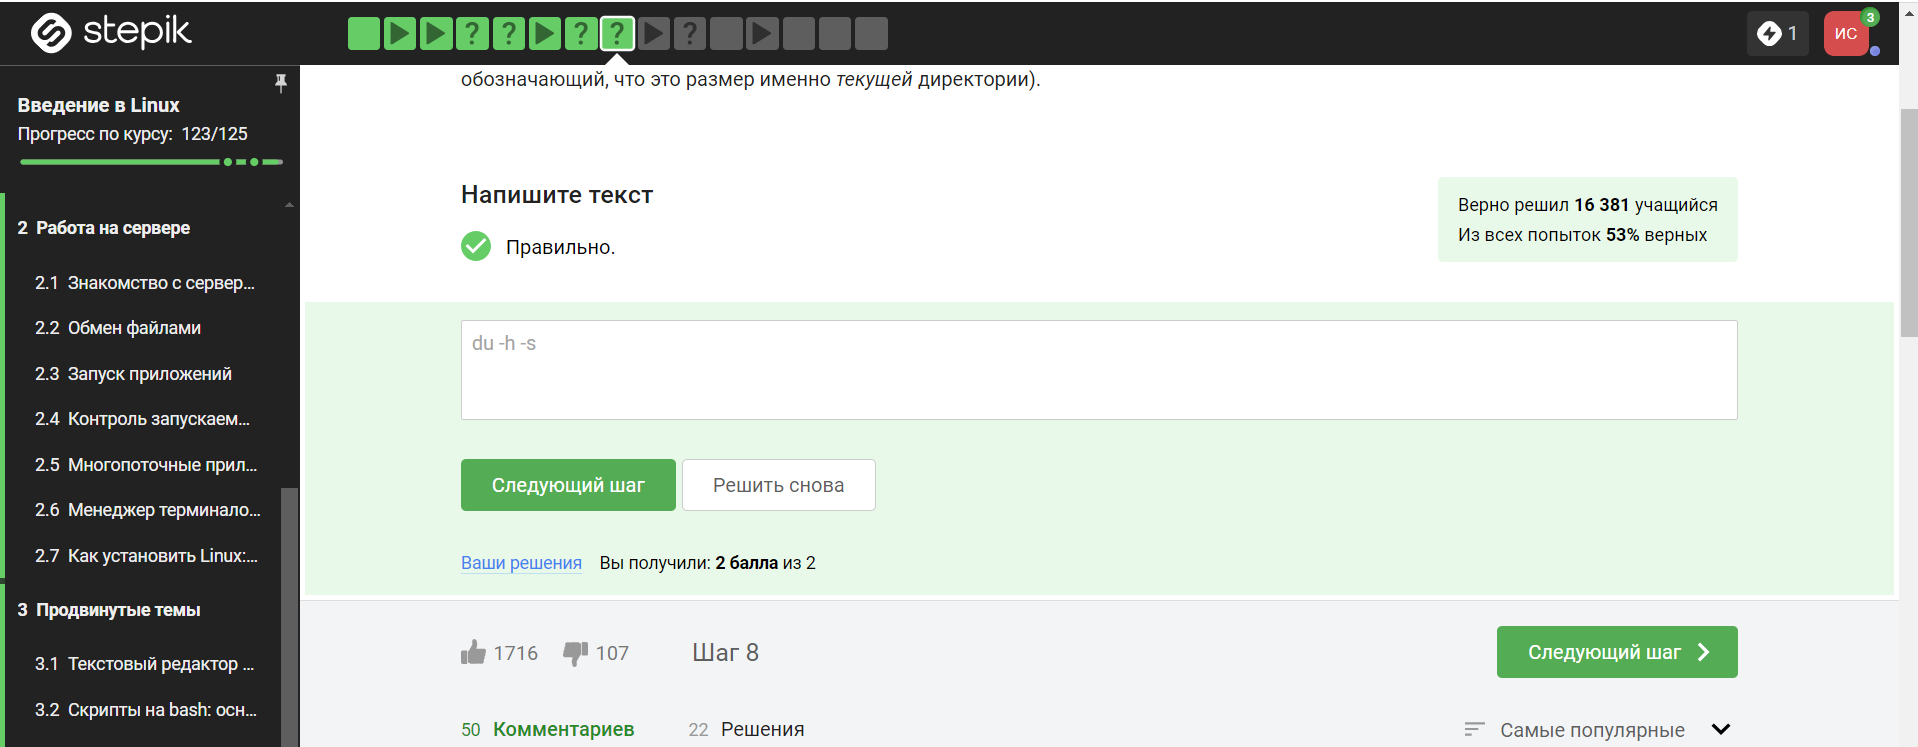 stepik
? ? ? ? ?
1
ИС
3
Введение в Linux
Прогресс по курсу: 123/125
2 Работа на сервере
2.1 Знакомство с сервер...
2.2 Обмен файлами
2.3 Запуск приложений
2.4 Контроль запускаем...
2.5 Многопоточные прил...
2.6 Менеджер терминало...
2.7 Как установить Linux:...
3 Продвинутые темы
3.1 Текстовый редактор ...
3.2 Скрипты на bash: осн...
обозначающий, что это размер именно текущей директории).
Напишите текст
Правильно.
Верно решил 16 381 учащийся
Из всех попыток 53% верных
du -h -s
Следующий шаг
Решить снова
Ваши решения Вы получили: 2 балла из 2
1716 107 Шаг 8
Следующий шаг
50 Комментариев 22 Решения
Самые популярные